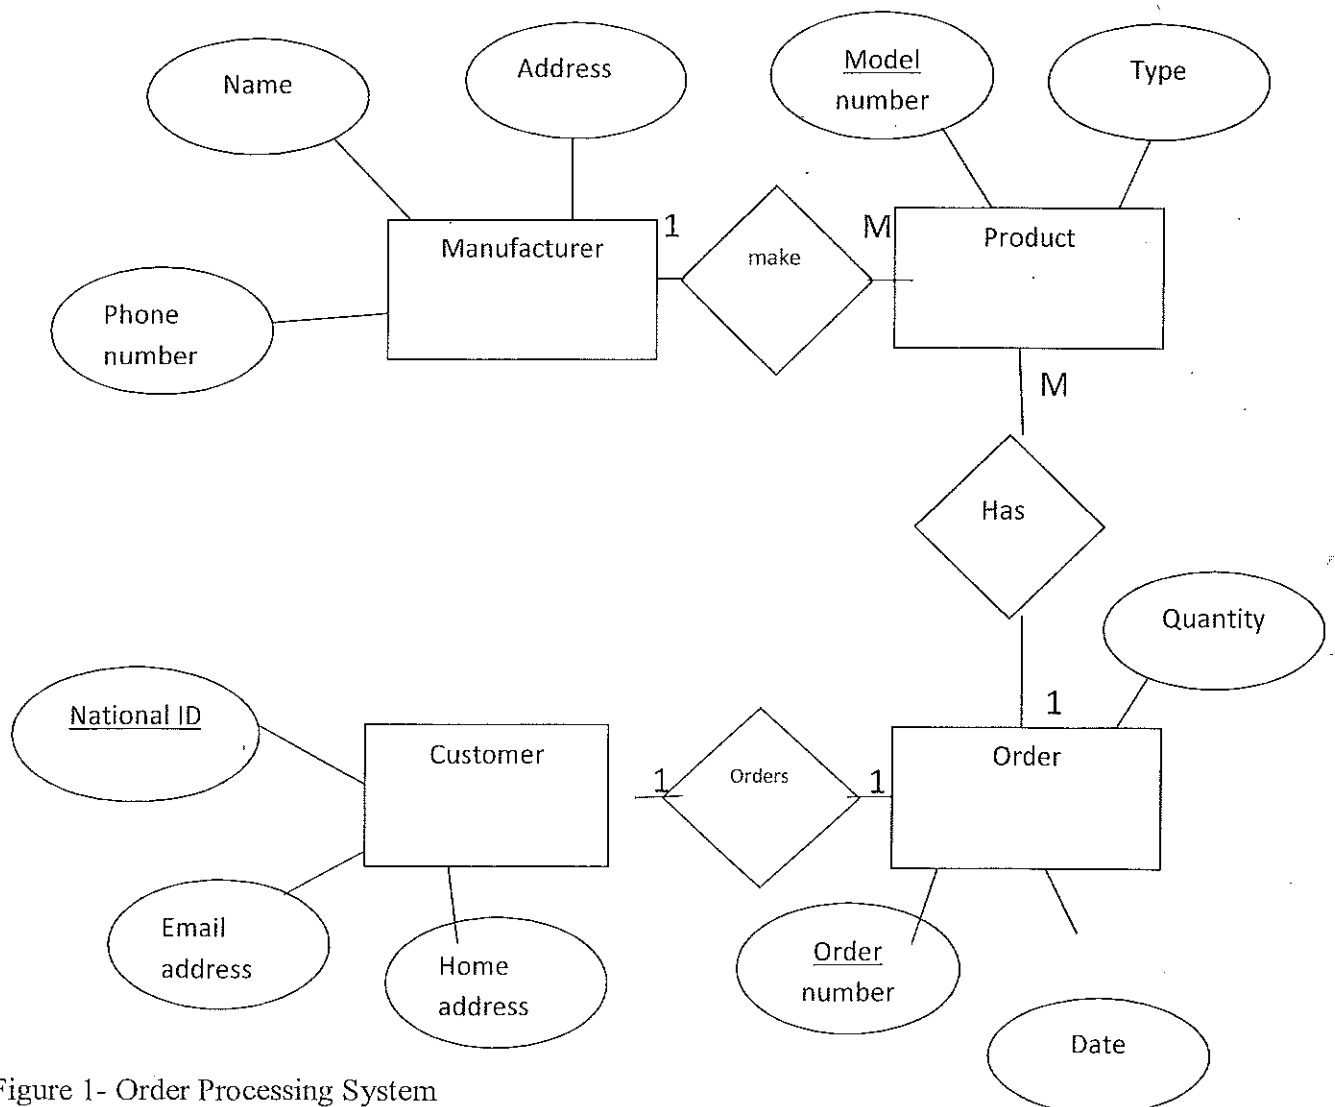 Name
Address
Model
number
Type
Manufacturer
1
make
M
Product
Phone
number
M
Has
Quantity
National ID
Customer
1
Orders
1
1
Order
Email
address
Home
address
Order
number
Date
Figure 1- Order Processing System